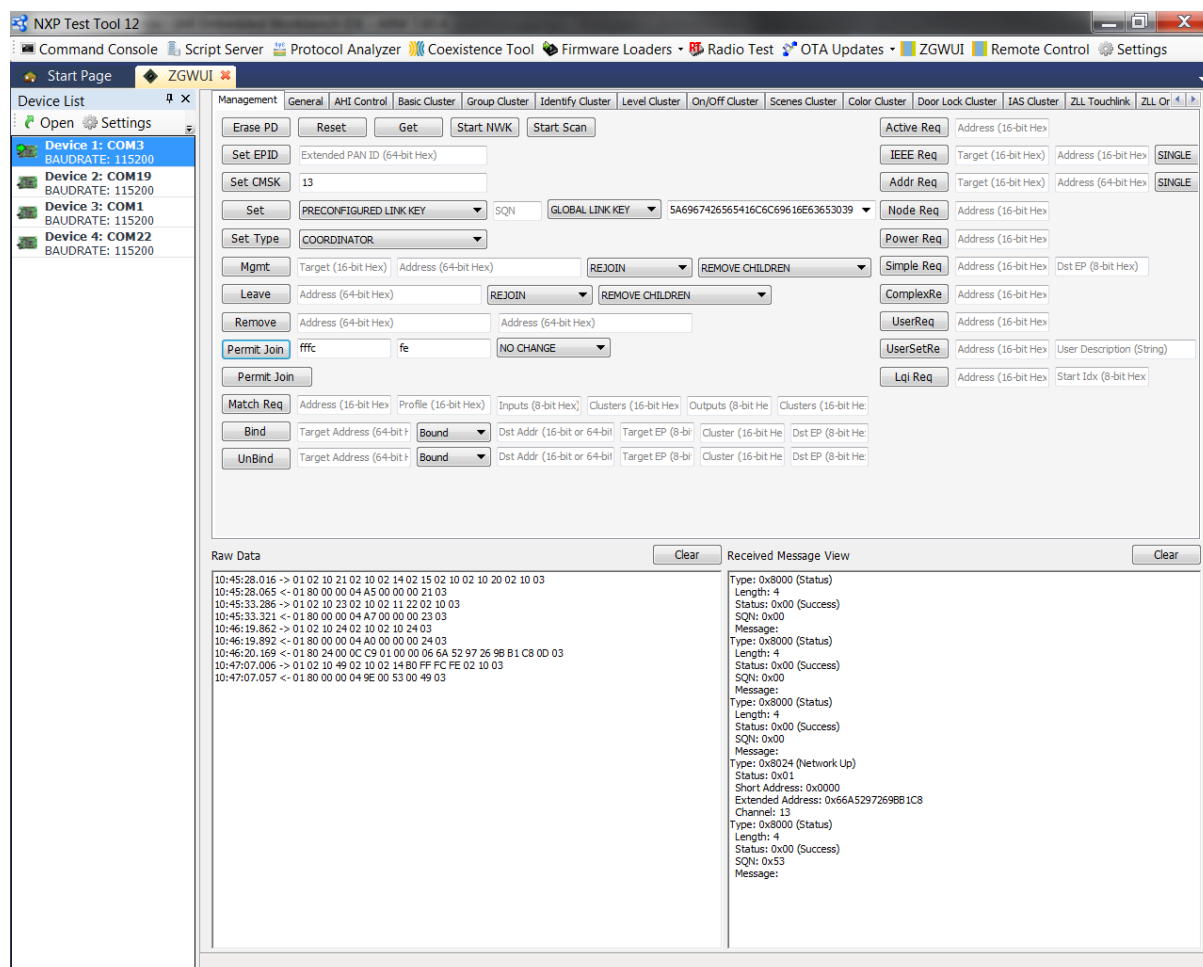 NXP Test Tool 12
Command Console Script Server Protocol Analyzer Coexistence Tool Firmware Loaders Radio Test OTA Updates ZGWUI Remote Control Settings
Start Page ZGWUI
Device List
Open Settings
Device 1: COM3
BAUDRATE: 115200
Device 2: COM19
BAUDRATE: 115200
Device 3: COM1
BAUDRATE: 115200
Device 4: COM22
BAUDRATE: 115200
Management General AHI Control Basic Cluster Group Cluster Identify Cluster Level Cluster On/Off Cluster Scenes Cluster Color Cluster Door Lock Cluster IAS Cluster ZLL Touchlink ZLL Or
Erase PD Reset Get Start NWK Start Scan
Set EPID Extended PAN ID (64-bit Hex)
Set CMSK 13
Set PRECONFIGURED LINK KEY SQN GLOBAL LINK KEY 5A6967426565416C6C69616E63653039
Set Type COORDINATOR
Mgmt Target (16-bit Hex) Address (64-bit Hex) REJOIN REMOVE CHILDREN
Leave Address (64-bit Hex) REJOIN REMOVE CHILDREN
Remove Address (64-bit Hex) Address (64-bit Hex)
Permit Join fffc fe NO CHANGE
Permit Join
Match Req Address (16-bit Hex Profile (16-bit Hex) Inputs (8-bit Hex) Clusters (16-bit Hex Outputs (8-bit He Clusters (16-bit He:
Bind Target Address (64-bit H Bound Dst Addr (16-bit or 64-bit Target EP (8-bi Cluster (16-bit He Dst EP (8-bit He:
UnBind Target Address (64-bit H Bound Dst Addr (16-bit or 64-bit Target EP (8-bi Cluster (16-bit He Dst EP (8-bit He:
Active Req Address (16-bit Hex
IEEE Req Target (16-bit Hex) Address (16-bit Hex SINGLE
Addr Req Target (16-bit Hex) Address (64-bit Hex SINGLE
Node Req Address (16-bit Hex
Power Req Address (16-bit Hex
Simple Req Address (16-bit Hex Dst EP (8-bit Hex)
ComplexRe Address (16-bit Hex
UserReq Address (16-bit Hex
UserSetRe Address (16-bit Hex User Description (String)
Lqi Req Address (16-bit Hex Start Idx (8-bit Hex
Raw Data Clear
10:45:28.016 -> 01 02 10 21 02 10 02 14 02 15 02 10 02 10 20 02 10 03
10:45:28.065 <- 01 80 00 00 04 A5 00 00 00 21 03
10:45:33.286 -> 01 02 10 23 02 10 02 11 22 02 10 03
10:45:33.321 <- 01 80 00 00 04 A7 00 00 00 23 03
10:46:19.862 -> 01 02 10 24 02 10 02 10 24 03
10:46:19.892 <- 01 80 00 00 04 A0 00 00 00 24 03
10:46:20.169 <- 01 80 24 00 0C C9 01 00 00 06 6A 52 97 26 9B B1 C8 0D 03
10:47:07.006 -> 01 02 10 49 02 10 02 14 B0 FF FC FE 02 10 03
10:47:07.057 <- 01 80 00 00 04 9E 00 53 00 49 03
Received Message View Clear
Type: 0x8000 (Status)
Length: 4
Status: 0x00 (Success)
SQN: 0x00
Message:
Type: 0x8000 (Status)
Length: 4
Status: 0x00 (Success)
SQN: 0x00
Message:
Type: 0x8000 (Status)
Length: 4
Status: 0x00 (Success)
SQN: 0x00
Message:
Type: 0x8024 (Network Up)
Status: 0x01
Short Address: 0x0000
Extended Address: 0x66A5297269BB1C8
Channel: 13
Type: 0x8000 (Status)
Length: 4
Status: 0x00 (Success)
SQN: 0x53
Message: